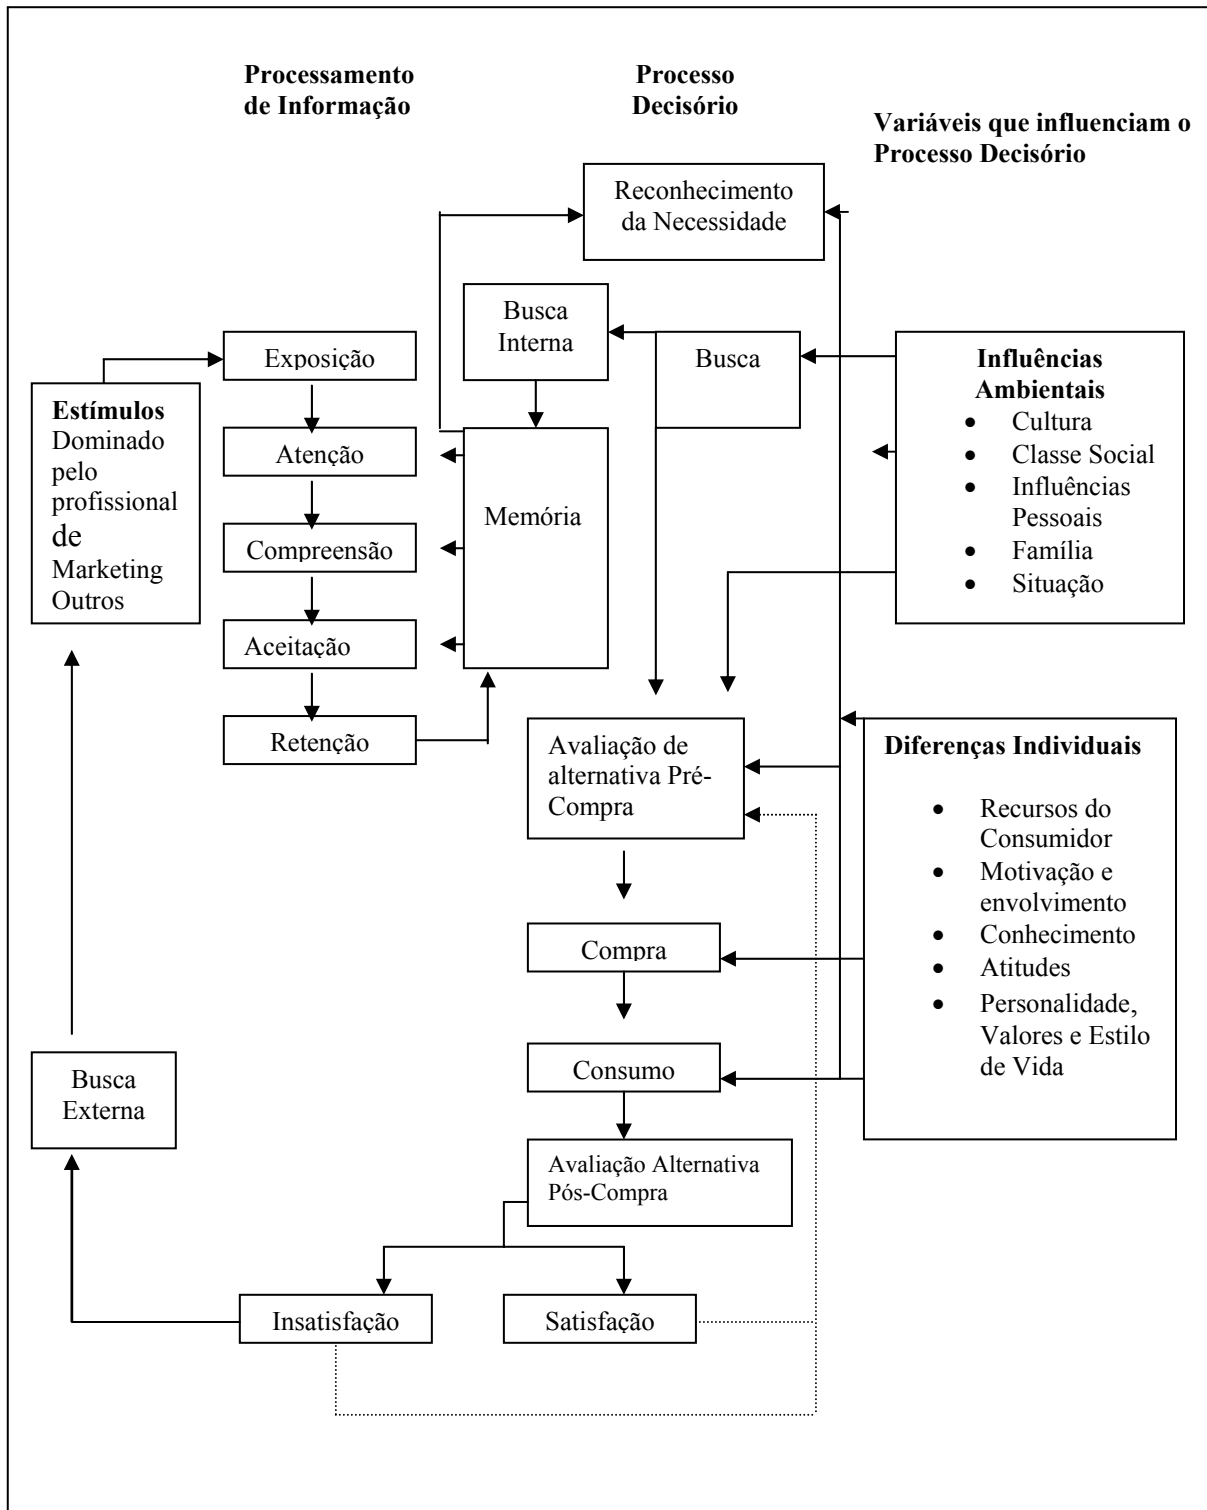 Processamento
de Informação
Processo
Decisório
Variáveis que influenciam o
Processo Decisório
Reconhecimento
da Necessidade
Busca
Interna
Busca
Exposição
Atenção
Compreensão
Aceitação
Retenção
Memória
Estímulos
Dominado
pelo
profissional
de
Marketing
Outros
Influências
Ambientais
• Cultura
• Classe Social
• Influências
Pessoais
• Família
• Situação
Avaliação de
alternativa Pré-
Compra
Diferenças Individuais
• Recursos do
Consumidor
• Motivação e
envolvimento
• Conhecimento
• Atitudes
• Personalidade,
Valores e Estilo
de Vida
Compra
Consumo
Busca
Externa
Avaliação Alternativa
Pós-Compra
Insatisfação
Satisfação